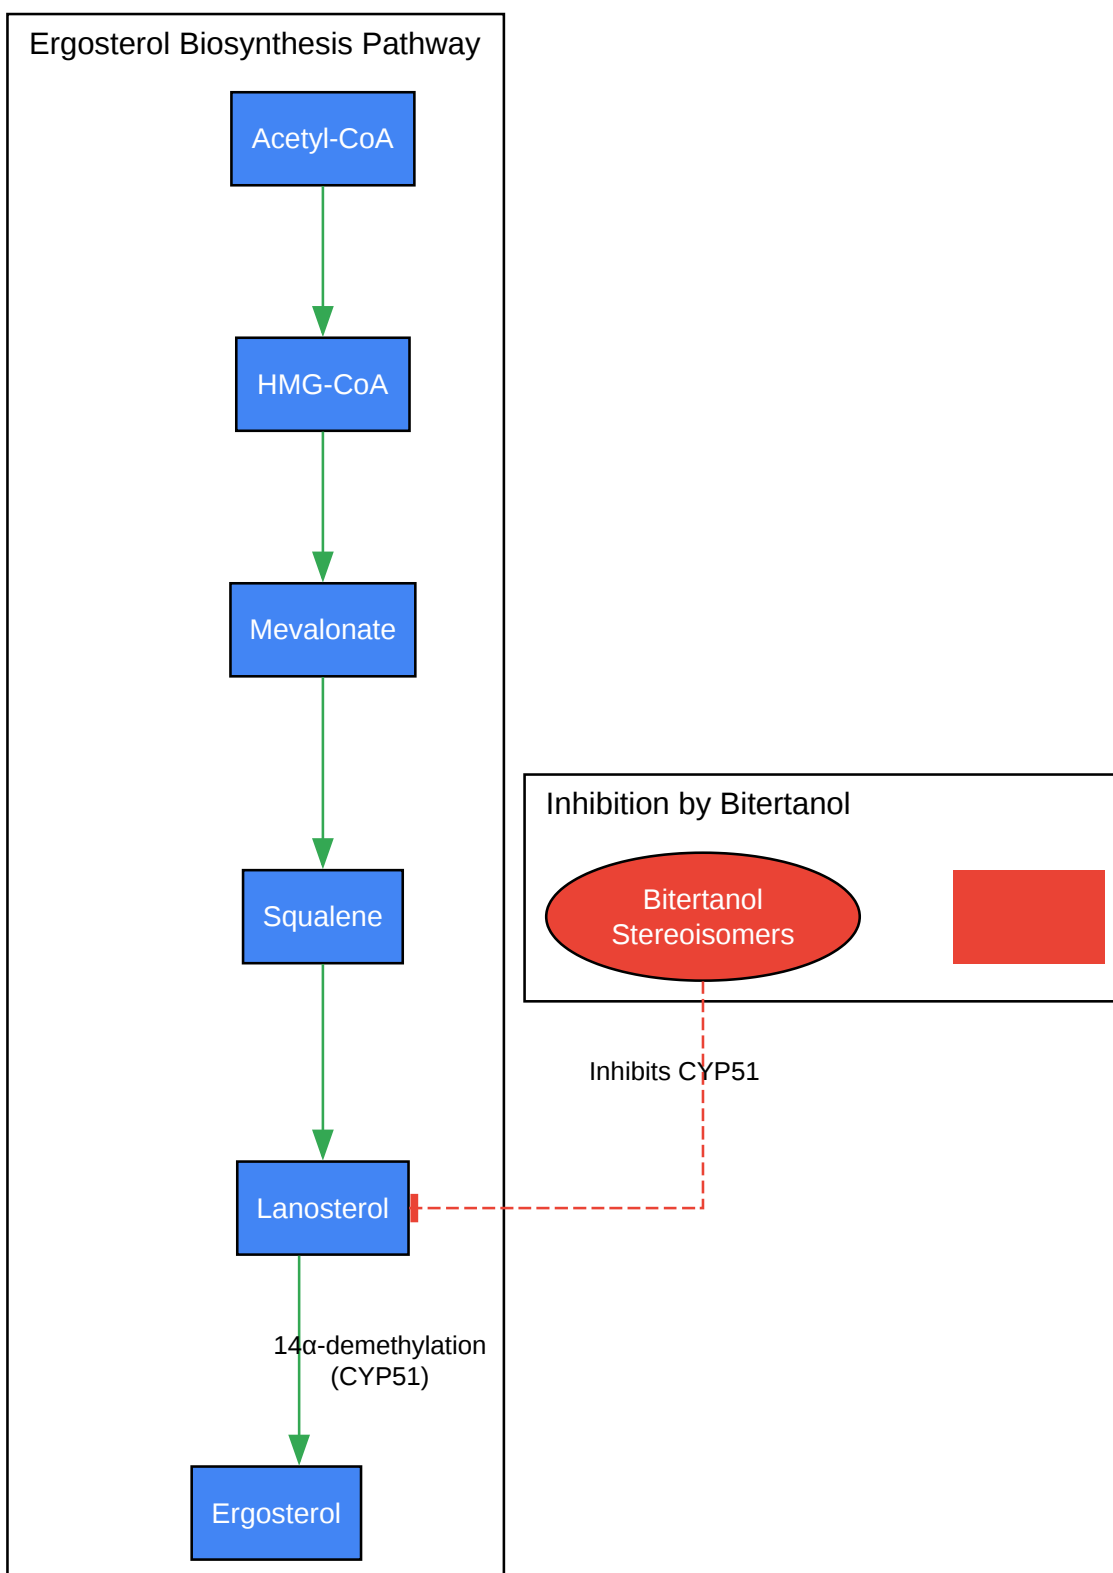 Ergosterol Biosynthesis Pathway
Acetyl-CoA
HMG-CoA
Mevalonate
Squalene
Lanosterol
14α-demethylation
(CYP51)
Ergosterol
Inhibition by Bitertanol
Bitertanol
Stereoisomers
Inhibits CYP51